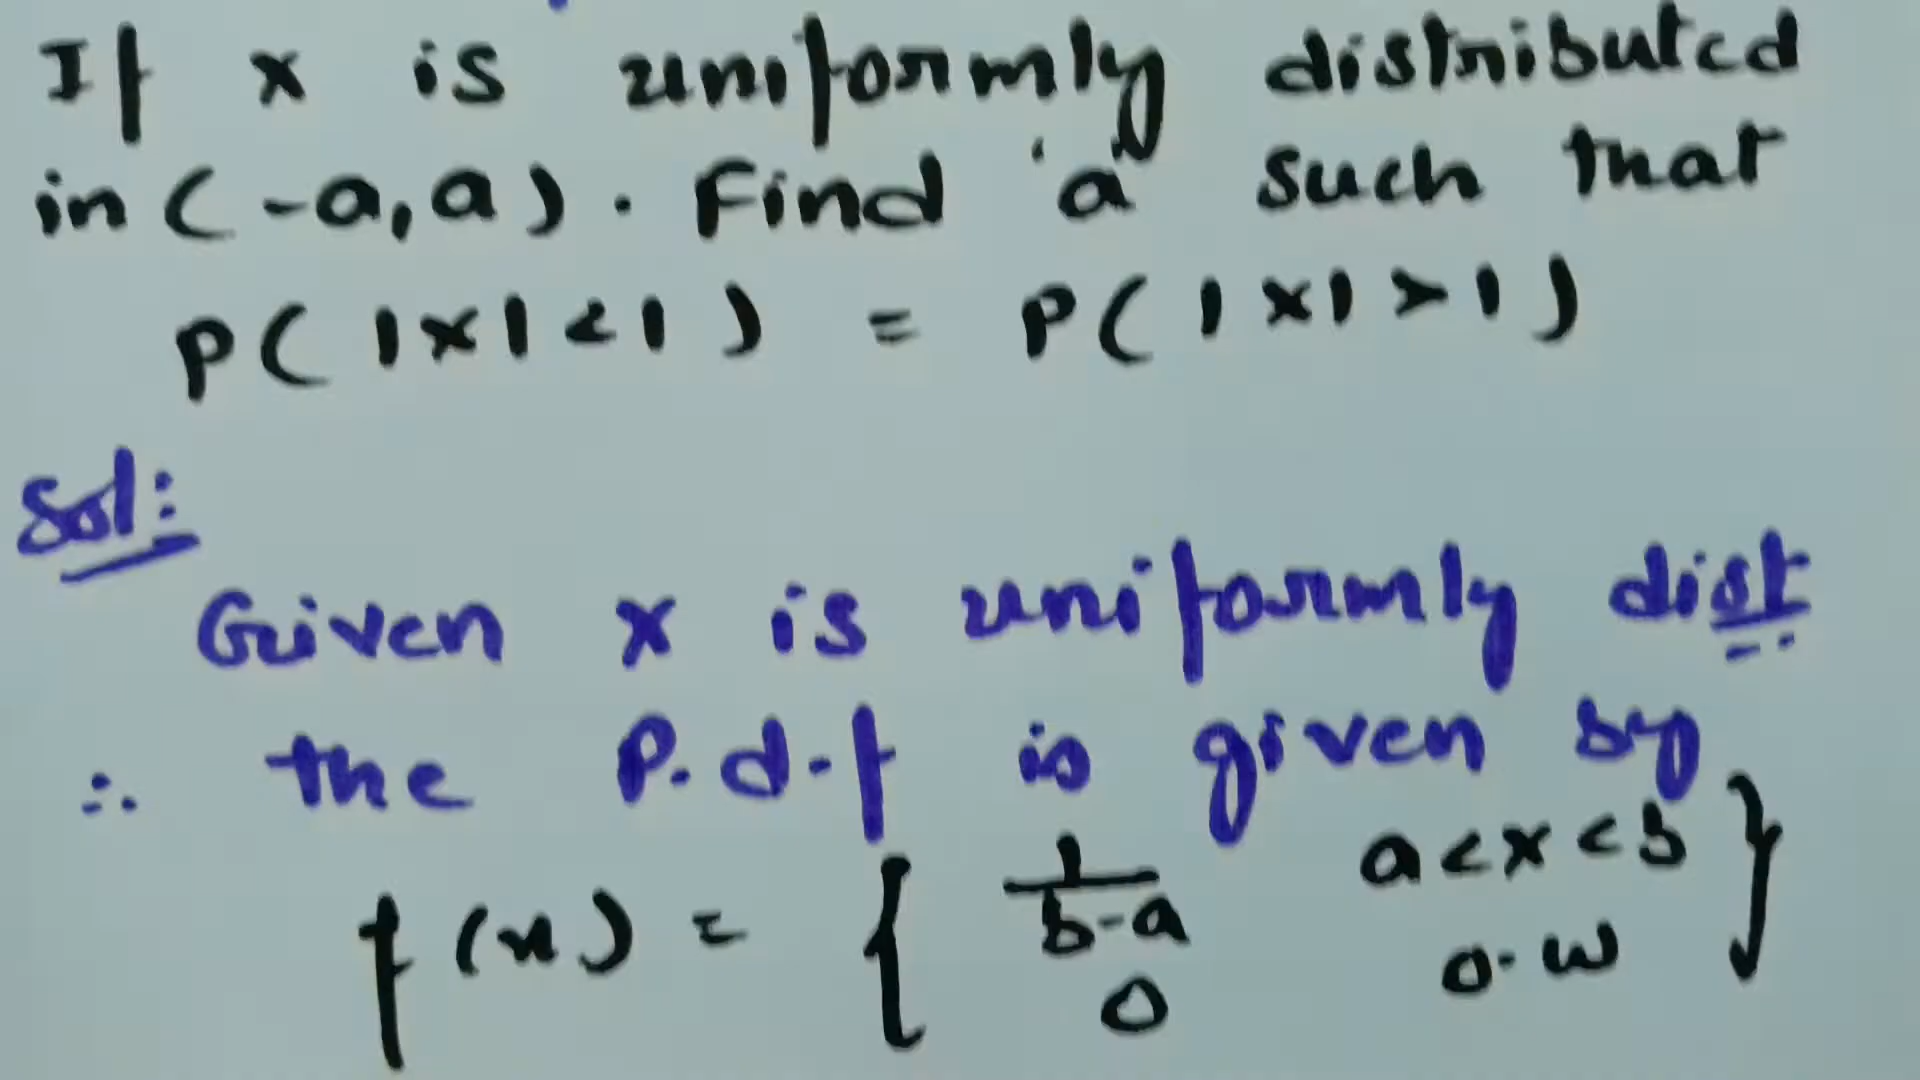 If x is uniformly distributed
in (-a, a). Find 'a' such that
P( |x| < 1 ) = P( |x| > 1 )
Sol:
Given x is uniformly dist
∴ the P.d.f is given by
f(x) = { 1/(b-a) a < x < b
0 o.w }